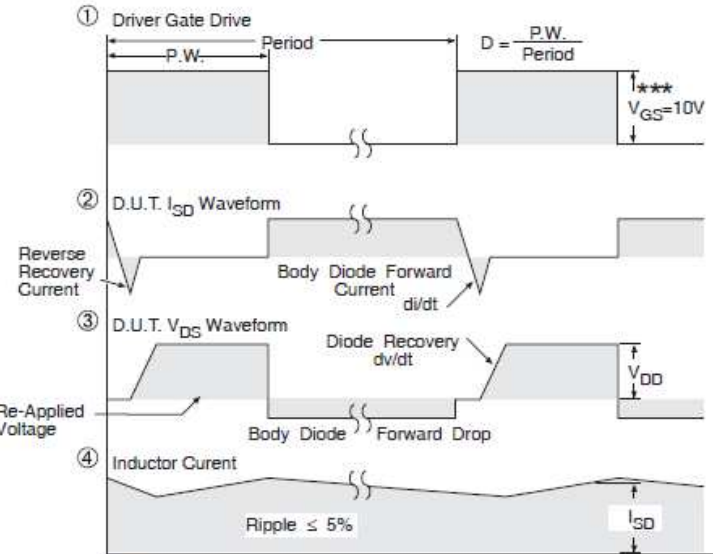 ① Driver Gate Drive
Period
P.W.
D = P.W.
Period
***
VGS=10V
② D.U.T. ISD Waveform
Reverse
Recovery
Current
Body Diode Forward
Current
di/dt
③ D.U.T. VDS Waveform
Diode Recovery
dv/dt
VDD
Re-Applied
Voltage
Body Diode Forward Drop
④ Inductor Curent
Ripple ≤ 5%
ISD